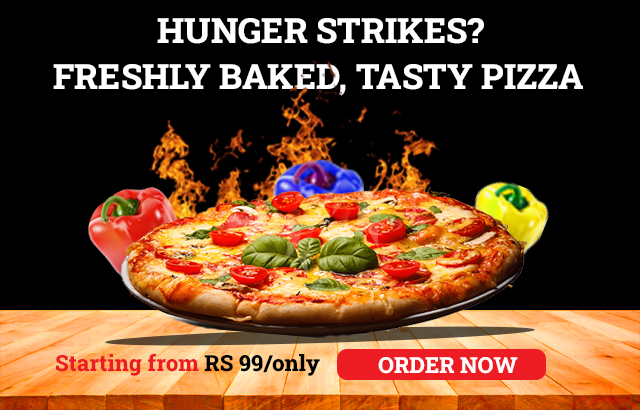 HUNGER STRIKES?
FRESHLY BAKED, TASTY PIZZA
Starting from RS 99/only
ORDER NOW